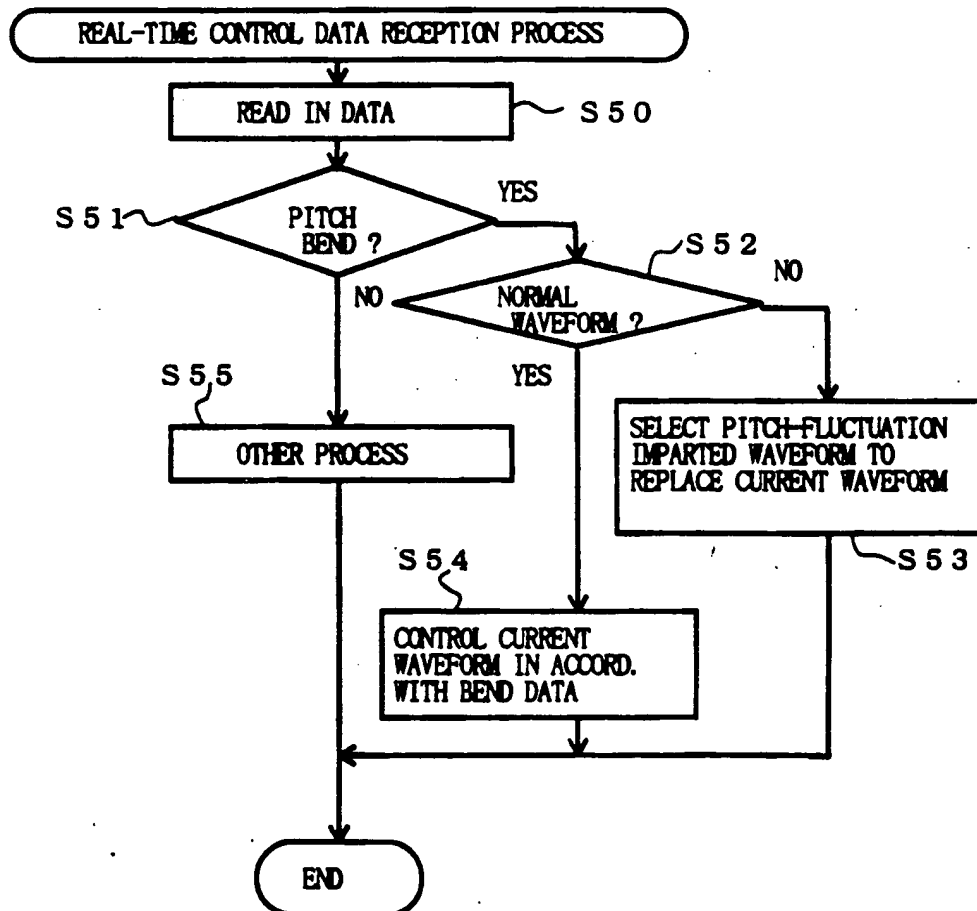 REAL-TIME CONTROL DATA RECEPTION PROCESS
READ IN DATA
S50
S51
PITCH
BEND ?
YES
S52
NO
NORMAL
WAVEFORM ?
NO
YES
S55
OTHER PROCESS
SELECT PITCH-FLUCTUATION
IMPARTED WAVEFORM TO
REPLACE CURRENT WAVEFORM
S53
S54
CONTROL CURRENT
WAVEFORM IN ACCORD.
WITH BEND DATA
END